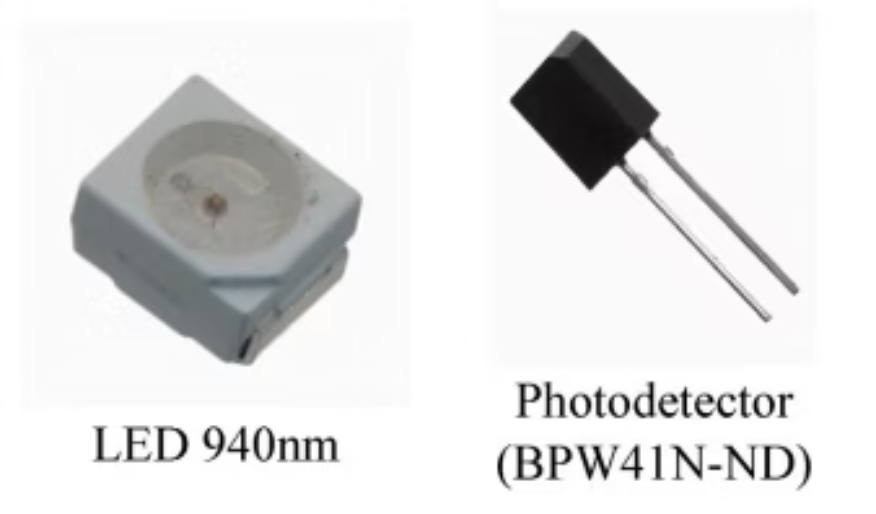 LED 940nm
Photodetector
(BPW41N-ND)